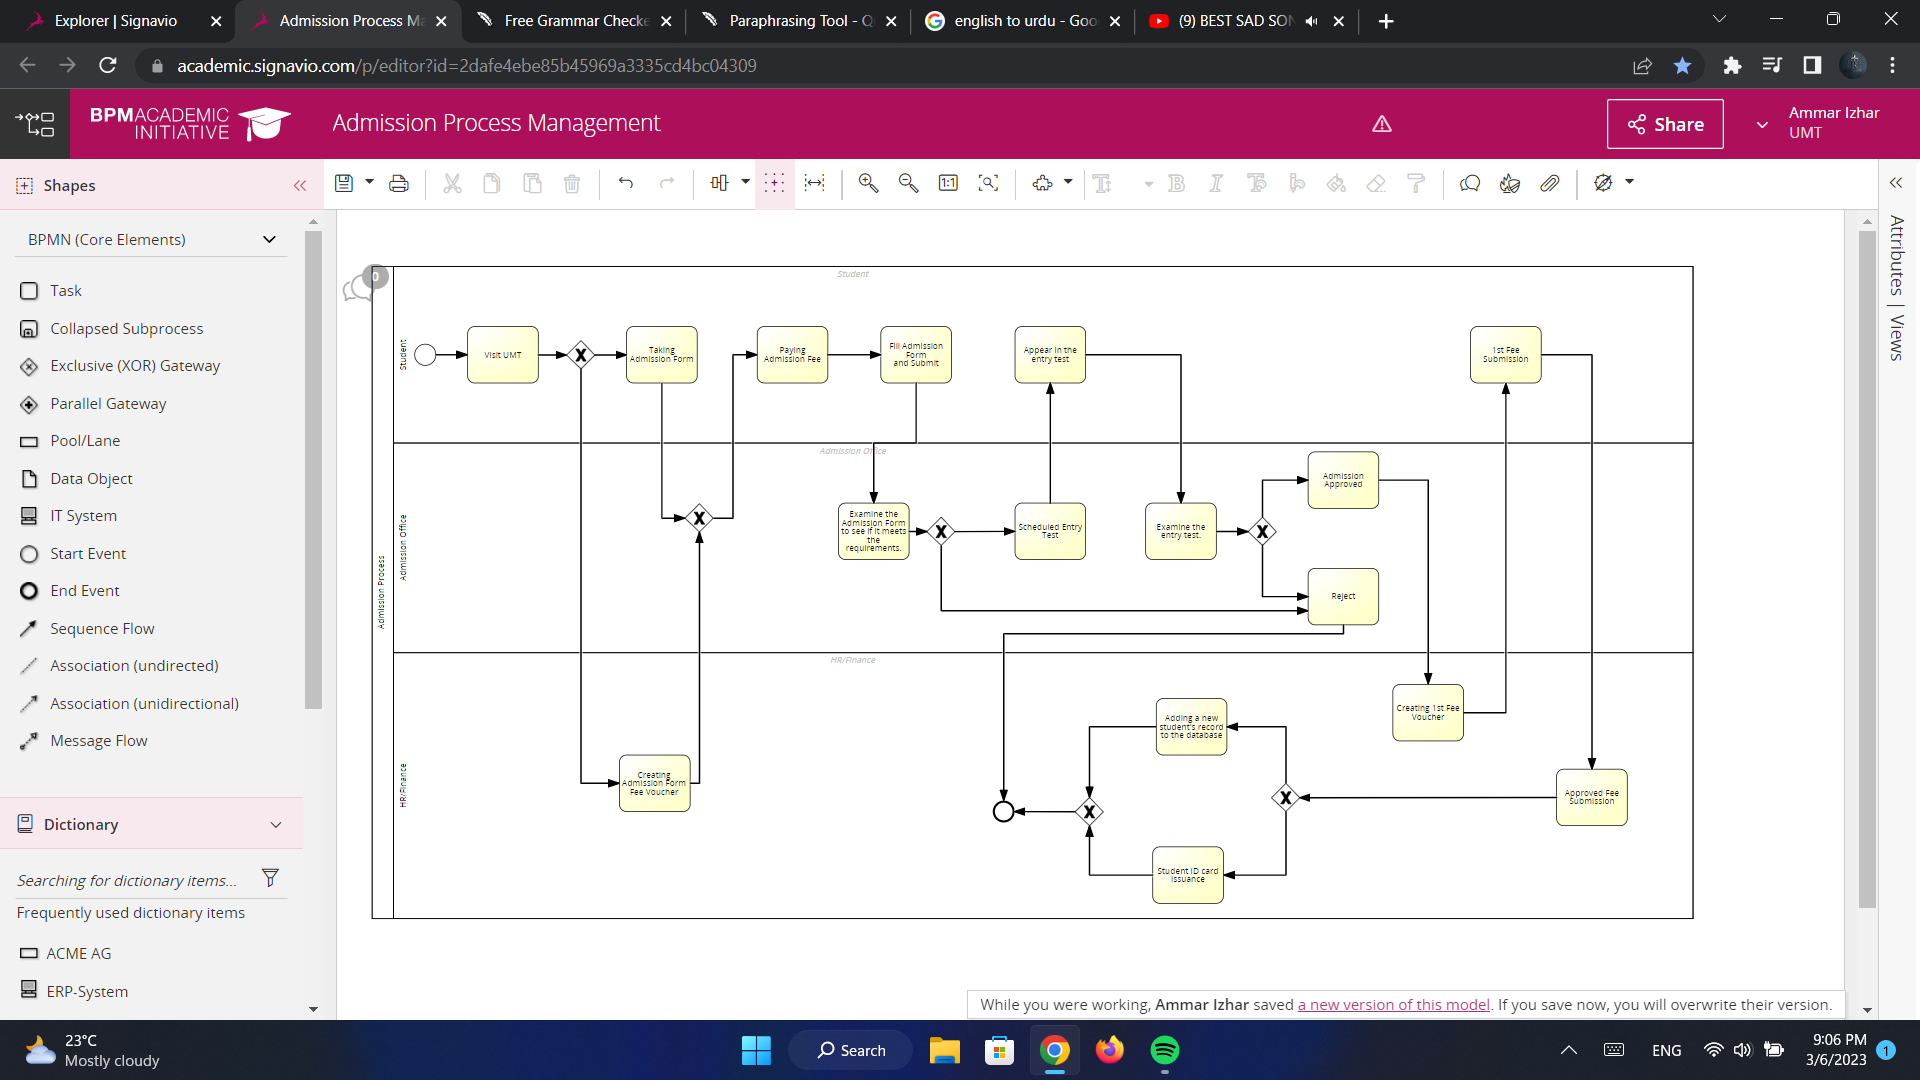 Explorer | Signavio
Admission Process Ma
Free Grammar Checke
Paraphrasing Tool - Q
english to urdu - Goo
(9) BEST SAD SON
academic.signavio.com/p/editor?id=2dafe4ebe85b45969a3335cd4bc04309
BPMACADEMIC
INITIATIVE
Admission Process Management
Share
Ammar Izhar
UMT
Shapes
1:1
BPMN (Core Elements)
Task
Collapsed Subprocess
Exclusive (XOR) Gateway
Parallel Gateway
Pool/Lane
Data Object
IT System
Start Event
End Event
Sequence Flow
Association (undirected)
Association (unidirectional)
Message Flow
Dictionary
Searching for dictionary items...
Frequently used dictionary items
ACME AG
ERP-System
Attributes | Views
0
Admission Process
Student
Student
Visit UMT
Taking
Admission Form
Paying
Admission Fee
Fill Admission
Form
and Submit
Appear in the
entry test
1st Fee
Submission
Admission Office
Admission Office
Examine the
Admission Form
to see if it meets
the
requirements.
Scheduled Entry
Test
Examine the
entry test.
Admission
Approved
Reject
HR/Finance
HR/Finance
Creating
Admission Form
Fee Voucher
Adding a new
student's record
to the database
Student ID card
issuance
Creating 1st Fee
Voucher
Approved Fee
Submission
While you were working, Ammar Izhar saved a new version of this model. If you save now, you will overwrite their version.
23°C
Mostly cloudy
Search
ENG
9:06 PM
3/6/2023
1